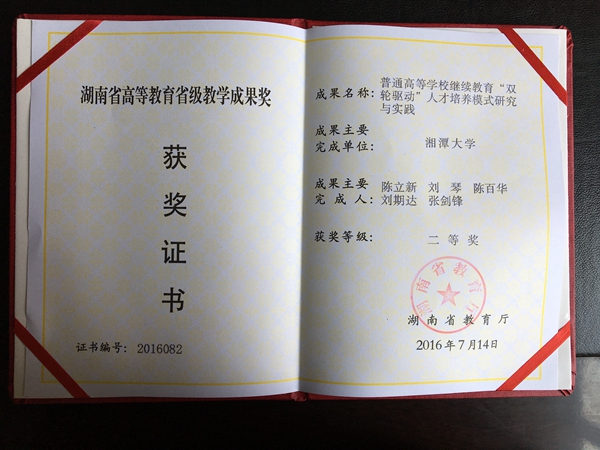 湖南省高等教育省级教学成果奖
获奖证书
证书编号：2016082
成果名称：普通高等学校继续教育“双
轮驱动”人才培养模式研究
与实践
成果主要
完成单位：湘潭大学
成果主要 陈立新 刘琴 陈百华
完成人：刘期达 张剑锋
获奖等级：二等奖
湖南省教育厅
湖南省教育厅
2016年7月14日